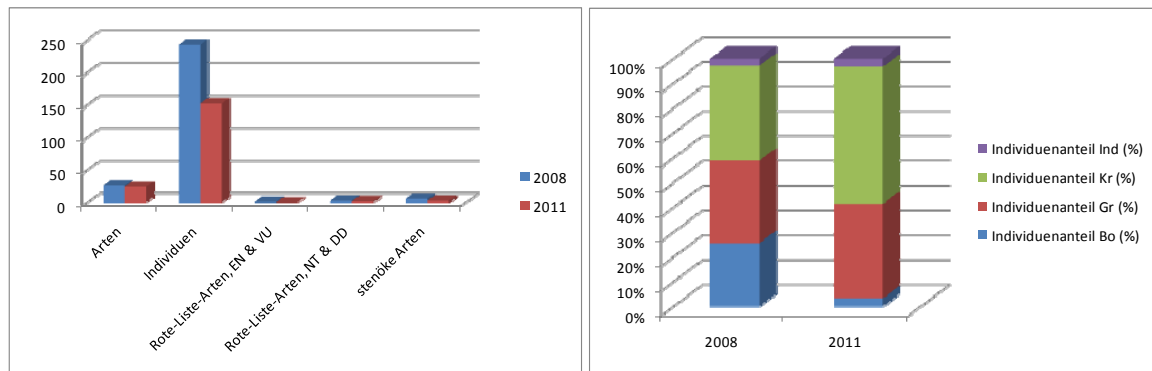 250
200
150
100
50
0
Arten
Individuen
Rote-Liste-Arten, EN & VU
Rote-Liste-Arten, NT & DD
stenöke Arten
2008
2011
100%
90%
80%
70%
60%
50%
40%
30%
20%
10%
0%
2008
2011
Individuenanteil Ind (%)
Individuenanteil Kr (%)
Individuenanteil Gr (%)
Individuenanteil Bo (%)